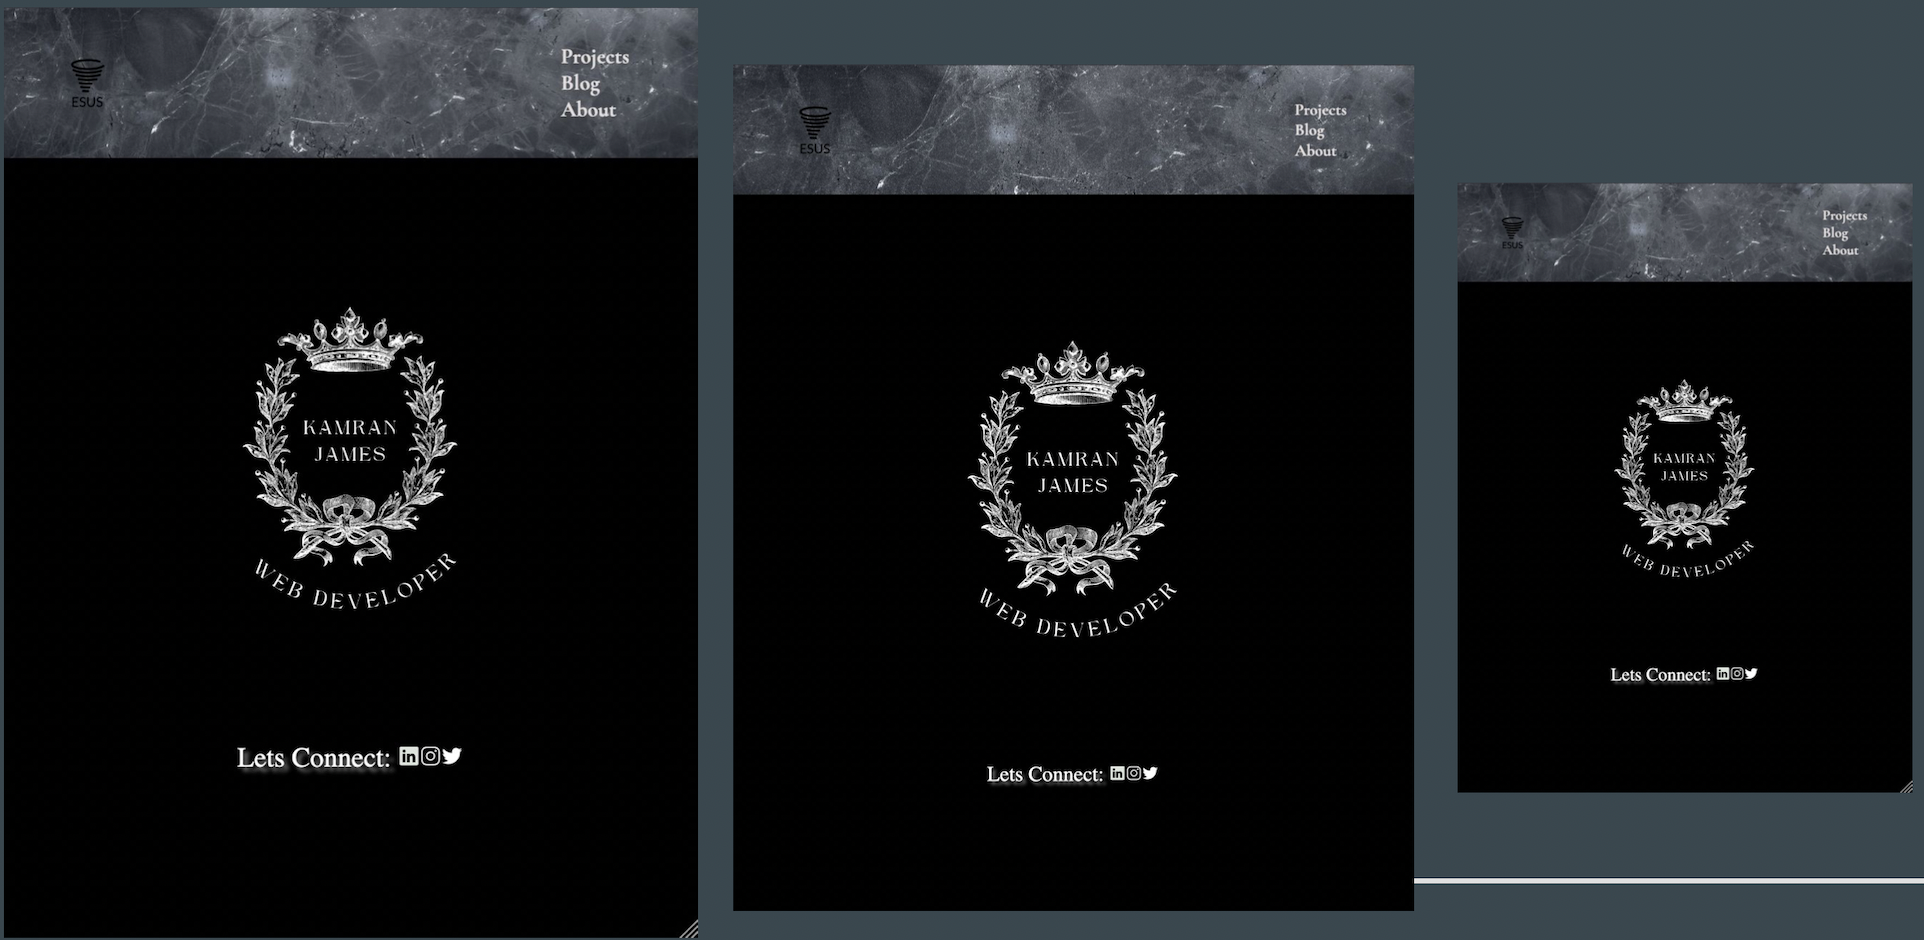 ESUS
Projects
Blog
About
KAMRAN
JAMES
WEB DEVELOPER
Lets Connect:
ESUS
Projects
Blog
About
KAMRAN
JAMES
WEB DEVELOPER
Lets Connect:
ESUS
Projects
Blog
About
KAMRAN
JAMES
WEB DEVELOPER
Lets Connect: